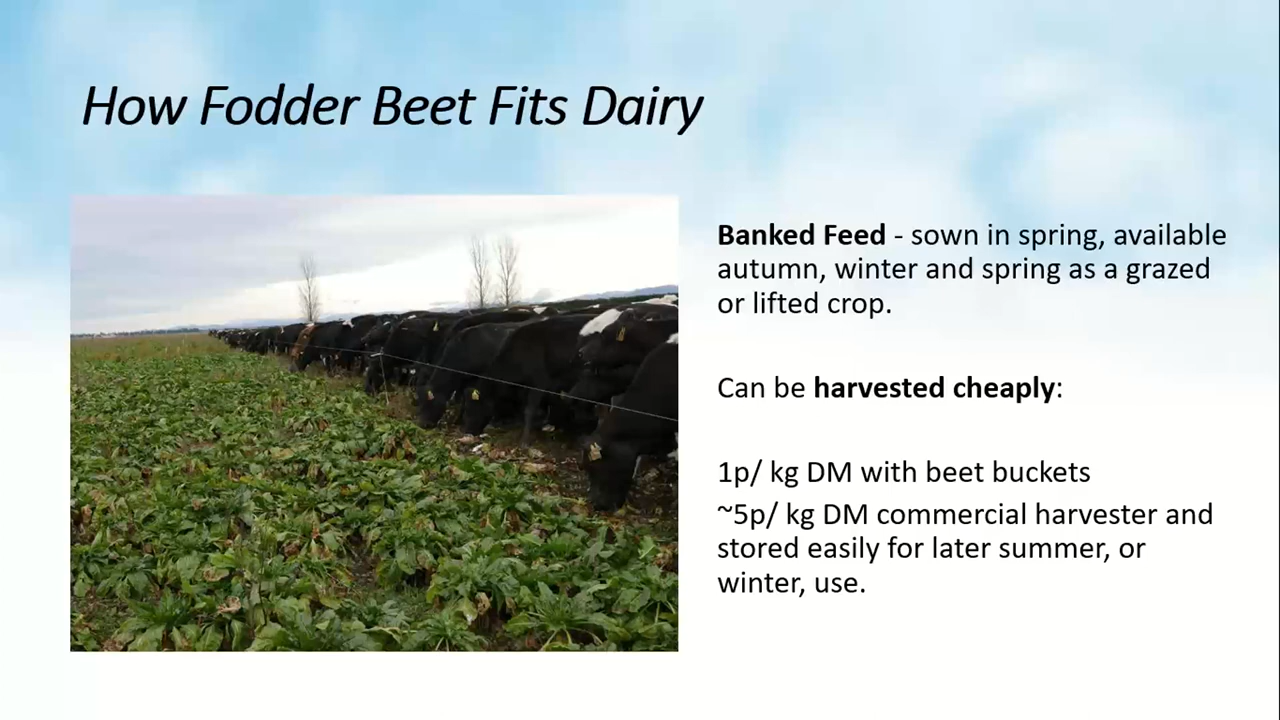 How Fodder Beet Fits Dairy
Banked Feed - sown in spring, available
autumn, winter and spring as a grazed
or lifted crop.
Can be harvested cheaply:
1p/ kg DM with beet buckets
~5p/ kg DM commercial harvester and
stored easily for later summer, or
winter, use.